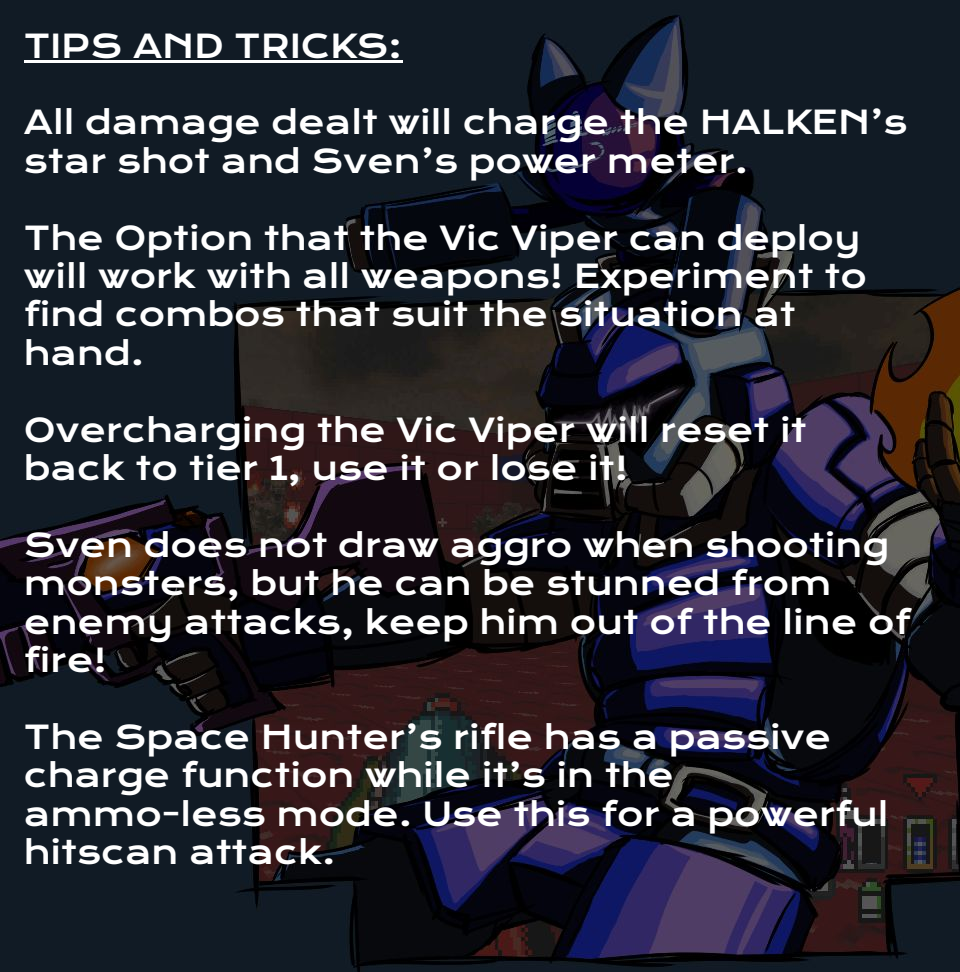 TIPS AND TRICKS:
All damage dealt will charge the HALKEN’s
star shot and Sven’s power meter.
The Option that the Vic Viper can deploy
will work with all weapons! Experiment to
find combos that suit the situation at
hand.
Overcharging the Vic Viper will reset it
back to tier 1, use it or lose it!
Sven does not draw aggro when shooting
monsters, but he can be stunned from
enemy attacks, keep him out of the line of
fire!
The Space Hunter’s rifle has a passive
charge function while it’s in the
ammo-less mode. Use this for a powerful
hitscan attack.